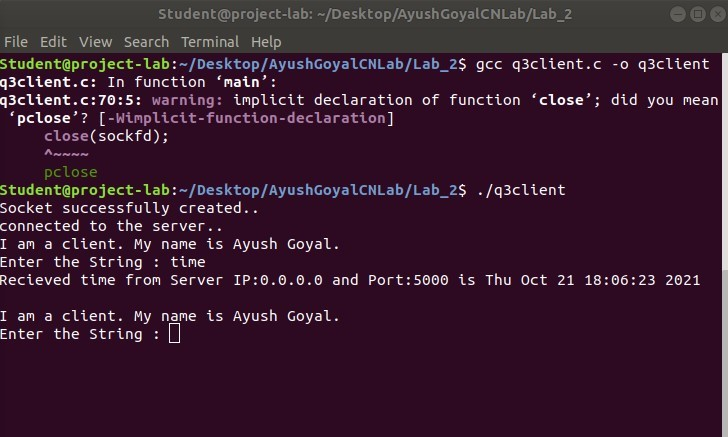 Student@project-lab: ~/Desktop/AyushGoyalCNLab/Lab_2
File Edit View Search Terminal Help
Student@project-lab:~/Desktop/AyushGoyalCNLab/Lab_2$ gcc q3client.c -o q3client
q3client.c: In function ‘main’:
q3client.c:70:5: warning: implicit declaration of function ‘close’; did you mean
‘pclose’? [-Wimplicit-function-declaration]
close(sockfd);
^~~~~
pclose
Student@project-lab:~/Desktop/AyushGoyalCNLab/Lab_2$ ./q3client
Socket successfully created..
connected to the server..
I am a client. My name is Ayush Goyal.
Enter the String : time
Recieved time from Server IP:0.0.0.0 and Port:5000 is Thu Oct 21 18:06:23 2021
I am a client. My name is Ayush Goyal.
Enter the String :